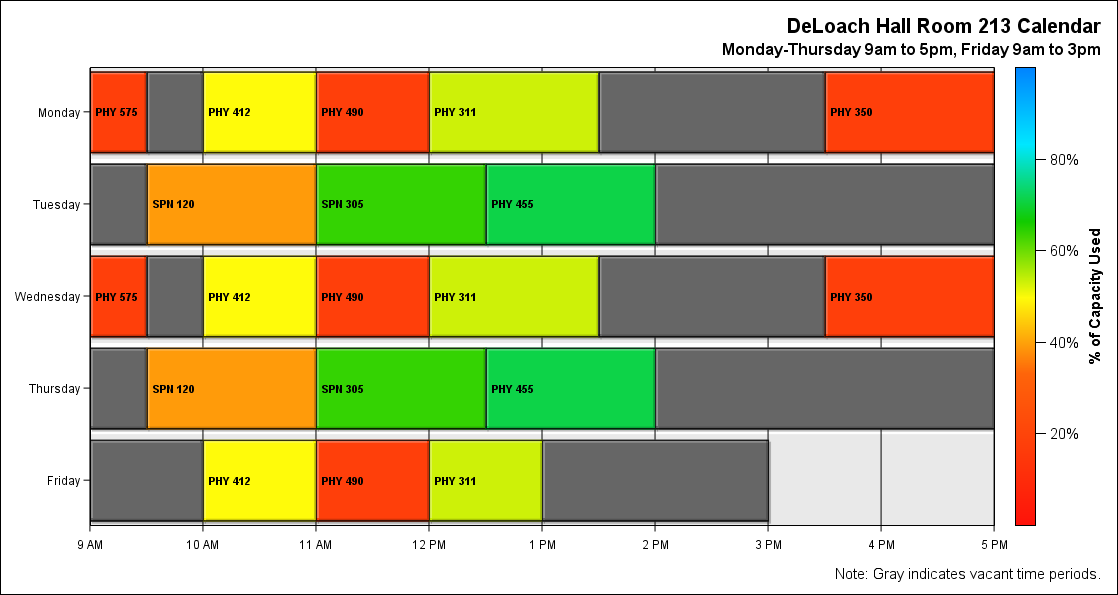 DeLoach Hall Room 213 Calendar
Monday-Thursday 9am to 5pm, Friday 9am to 3pm
Monday
PHY 575
PHY 412
PHY 490
PHY 311
PHY 350
Tuesday
SPN 120
SPN 305
PHY 455
Wednesday
PHY 575
PHY 412
PHY 490
PHY 311
PHY 350
Thursday
SPN 120
SPN 305
PHY 455
Friday
PHY 412
PHY 490
PHY 311
9 AM
10 AM
11 AM
12 PM
1 PM
2 PM
3 PM
4 PM
5 PM
80%
60%
40%
20%
% of Capacity Used
Note: Gray indicates vacant time periods.